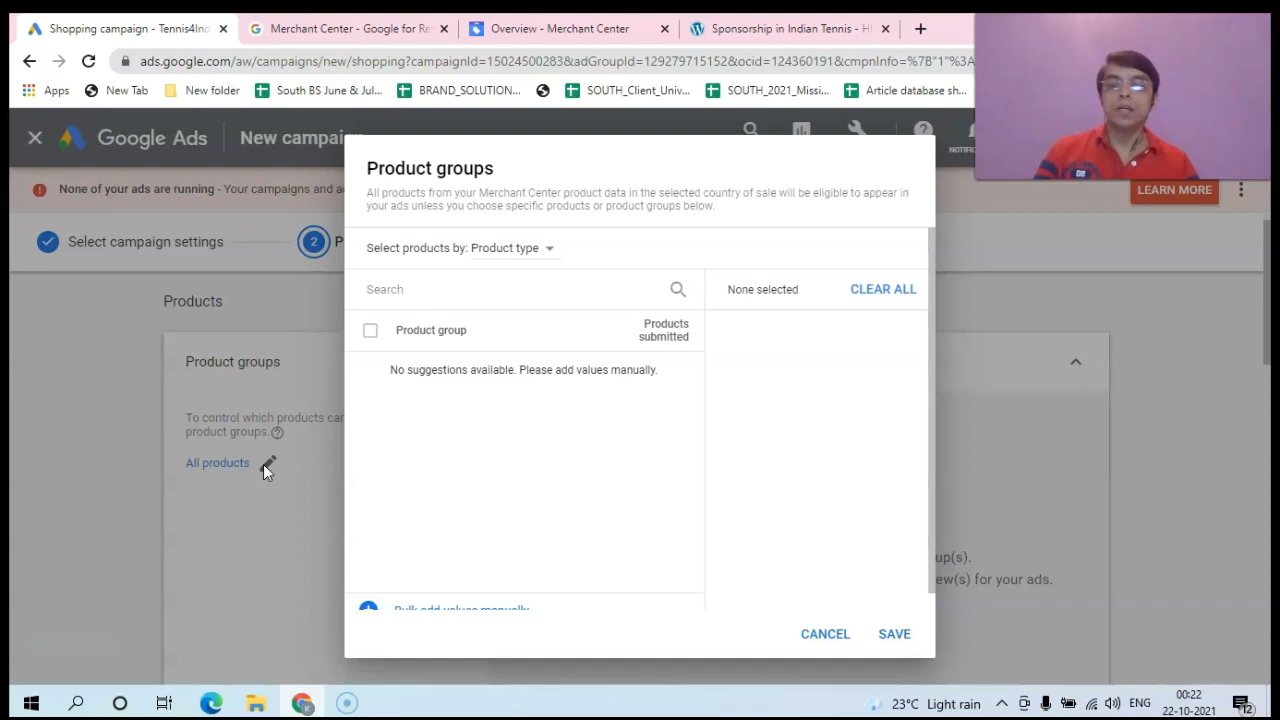 Shopping campaign - Tennis4Ind
Merchant Center - Google for Re
Overview - Merchant Center
Sponsorship in Indian Tennis - H
ads.google.com/aw/campaigns/new/shopping?campaignId=15024500283&adGroupId=129279715152&ocid=124360191&cmpnInfo=%7B"1"%3A
Apps
New Tab
New folder
South BS June & Jul...
BRAND_SOLUTION...
SOUTH_Client_Univ...
SOUTH_2021_Missi...
Article database sh...
Google Ads
New campai
NOTIFI
None of your ads are running - Your campaigns and a
LEARN MORE
Select campaign settings
2
P
Products
Product groups
To control which products can
product groups.
All products
Product groups
All products from your Merchant Center product data in the selected country of sale will be eligible to appear in
your ads unless you choose specific products or product groups below.
Select products by: Product type
Search
None selected
CLEAR ALL
Product group
Products
submitted
No suggestions available. Please add values manually.
Bulk add values manually
CANCEL
SAVE
up(s).
ew(s) for your ads.
23°C Light rain
ENG
00:22
22-10-2021
12